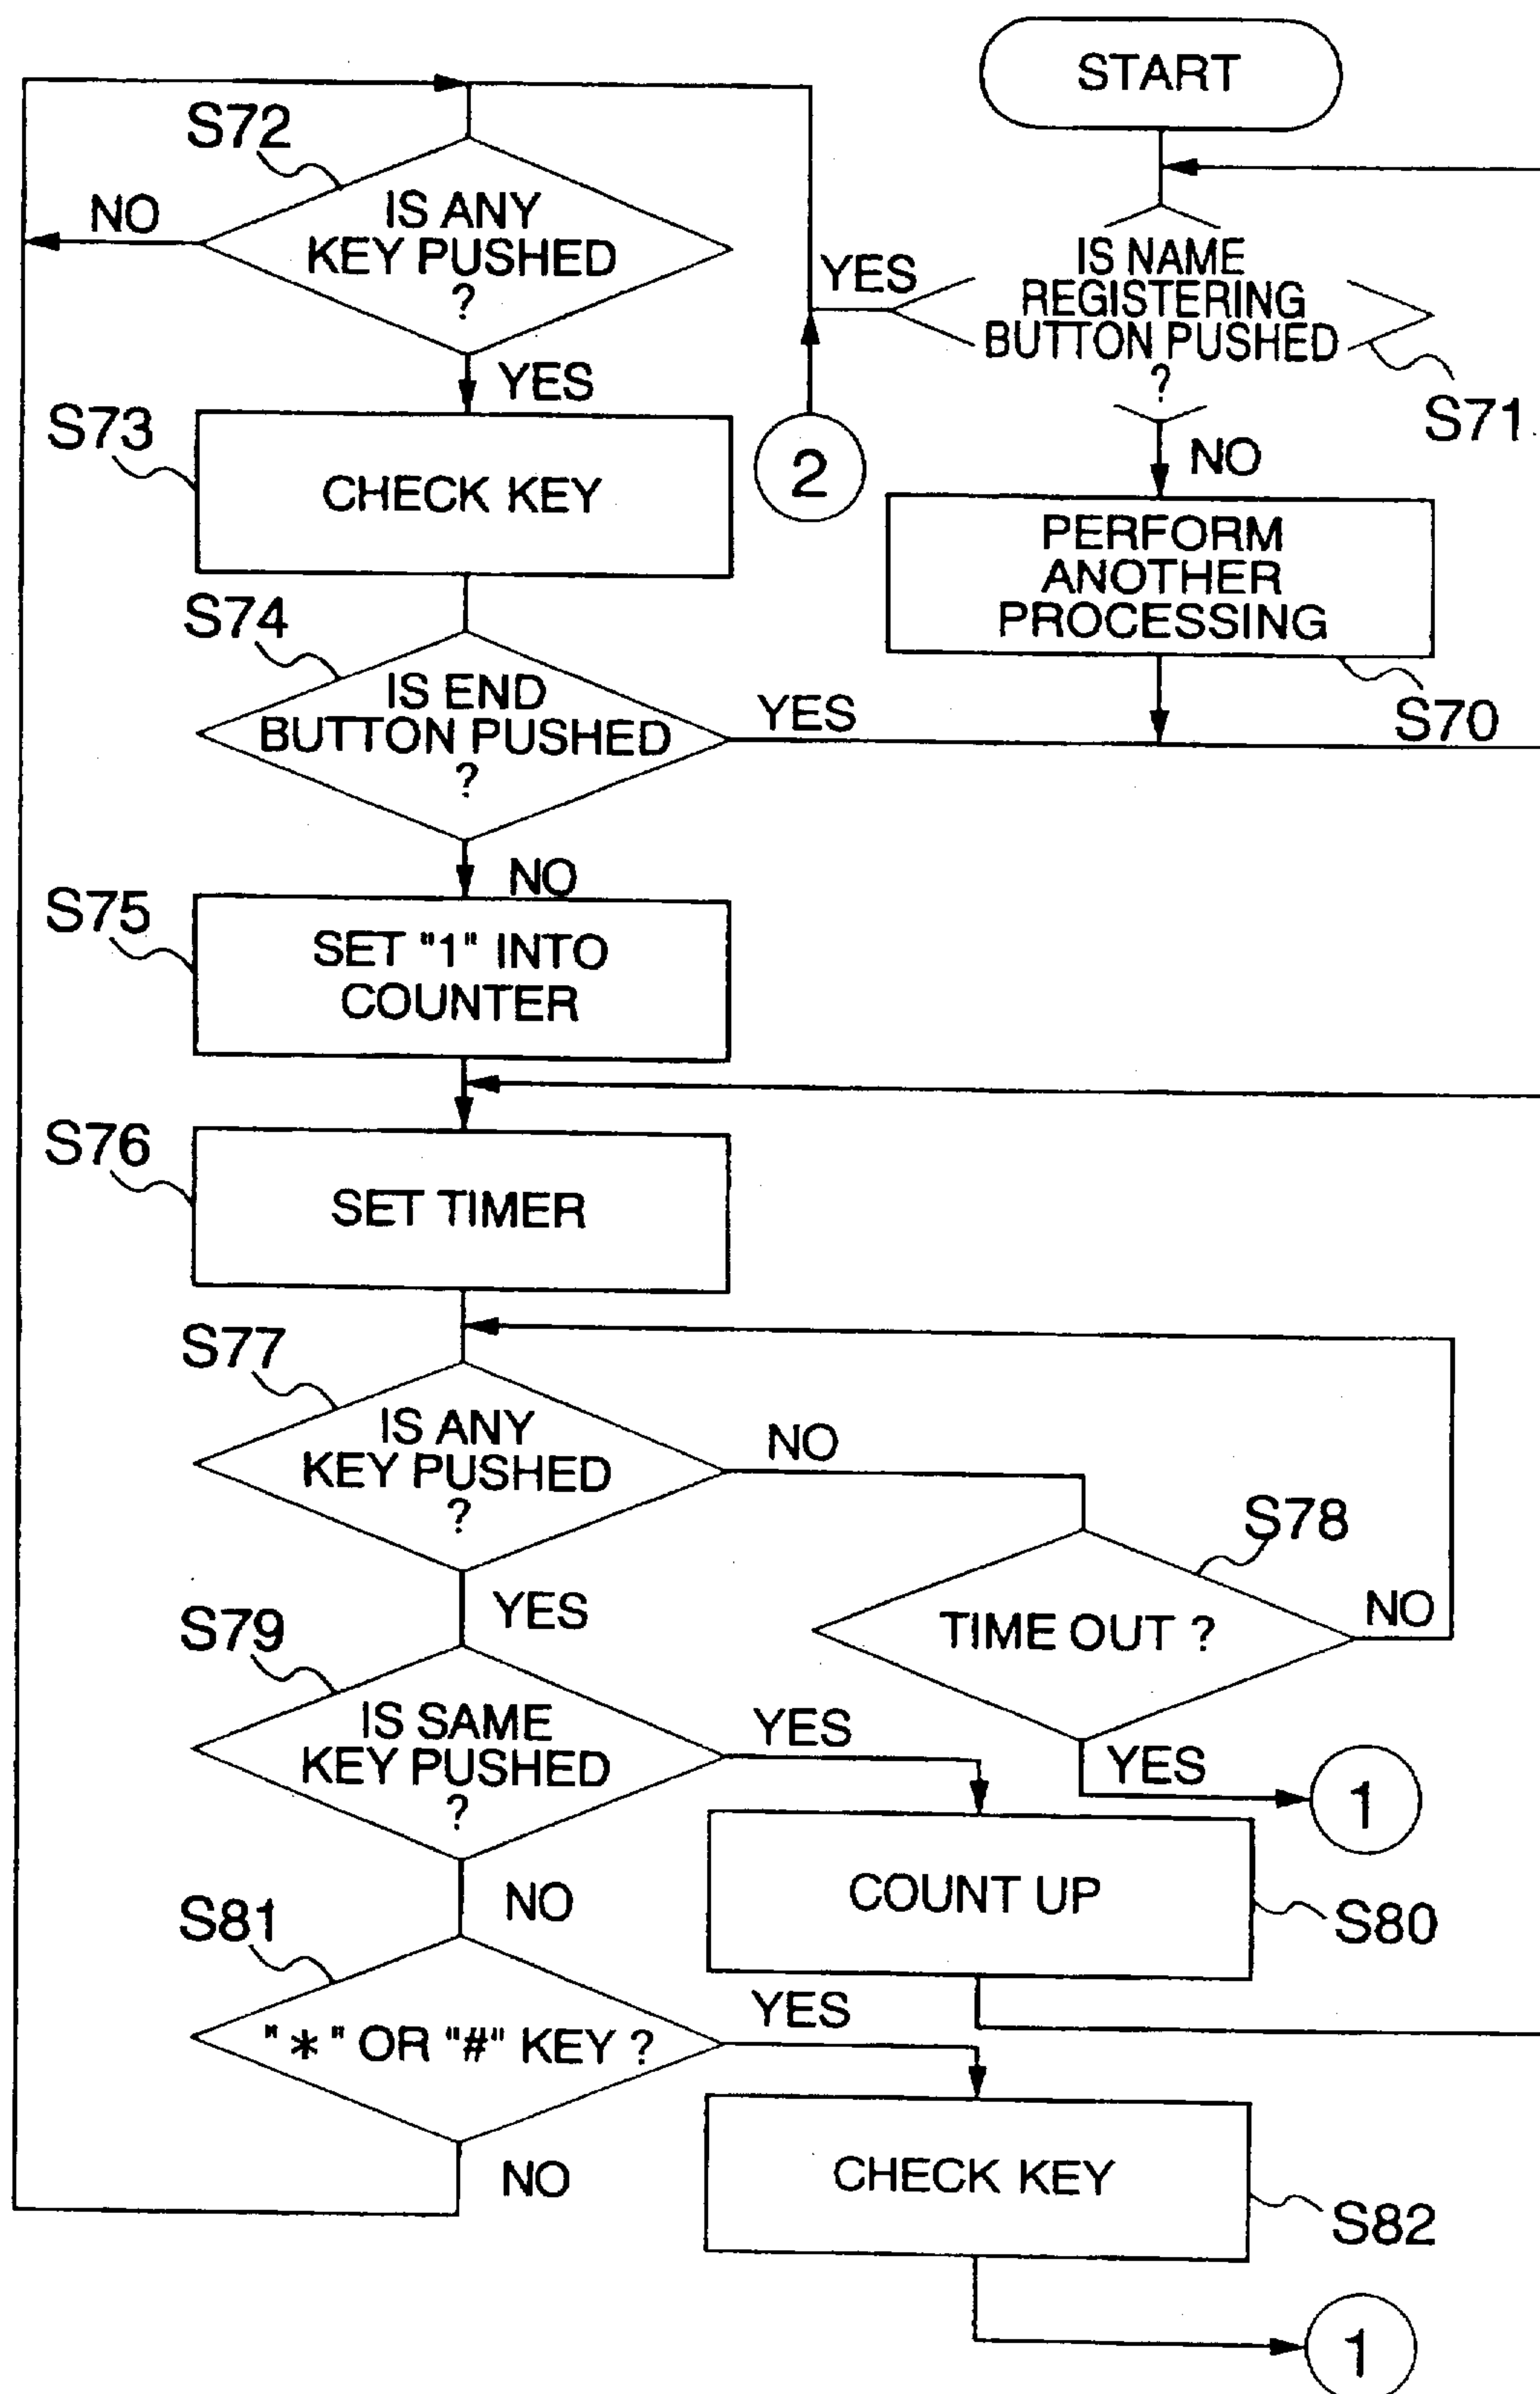 START
S72
NO
IS ANY
KEY PUSHED
?
YES
IS NAME
REGISTERING
BUTTON PUSHED
?
S71
YES
S73
CHECK KEY
2
NO
PERFORM
ANOTHER
PROCESSING
S70
S74
IS END
BUTTON PUSHED
?
YES
NO
S75
SET "1" INTO
COUNTER
S76
SET TIMER
S77
IS ANY
KEY PUSHED
?
NO
S78
TIME OUT ?
NO
YES
1
YES
S79
IS SAME
KEY PUSHED
?
YES
COUNT UP
S80
NO
S81
"*" OR "#" KEY ?
YES
CHECK KEY
S82
NO
1